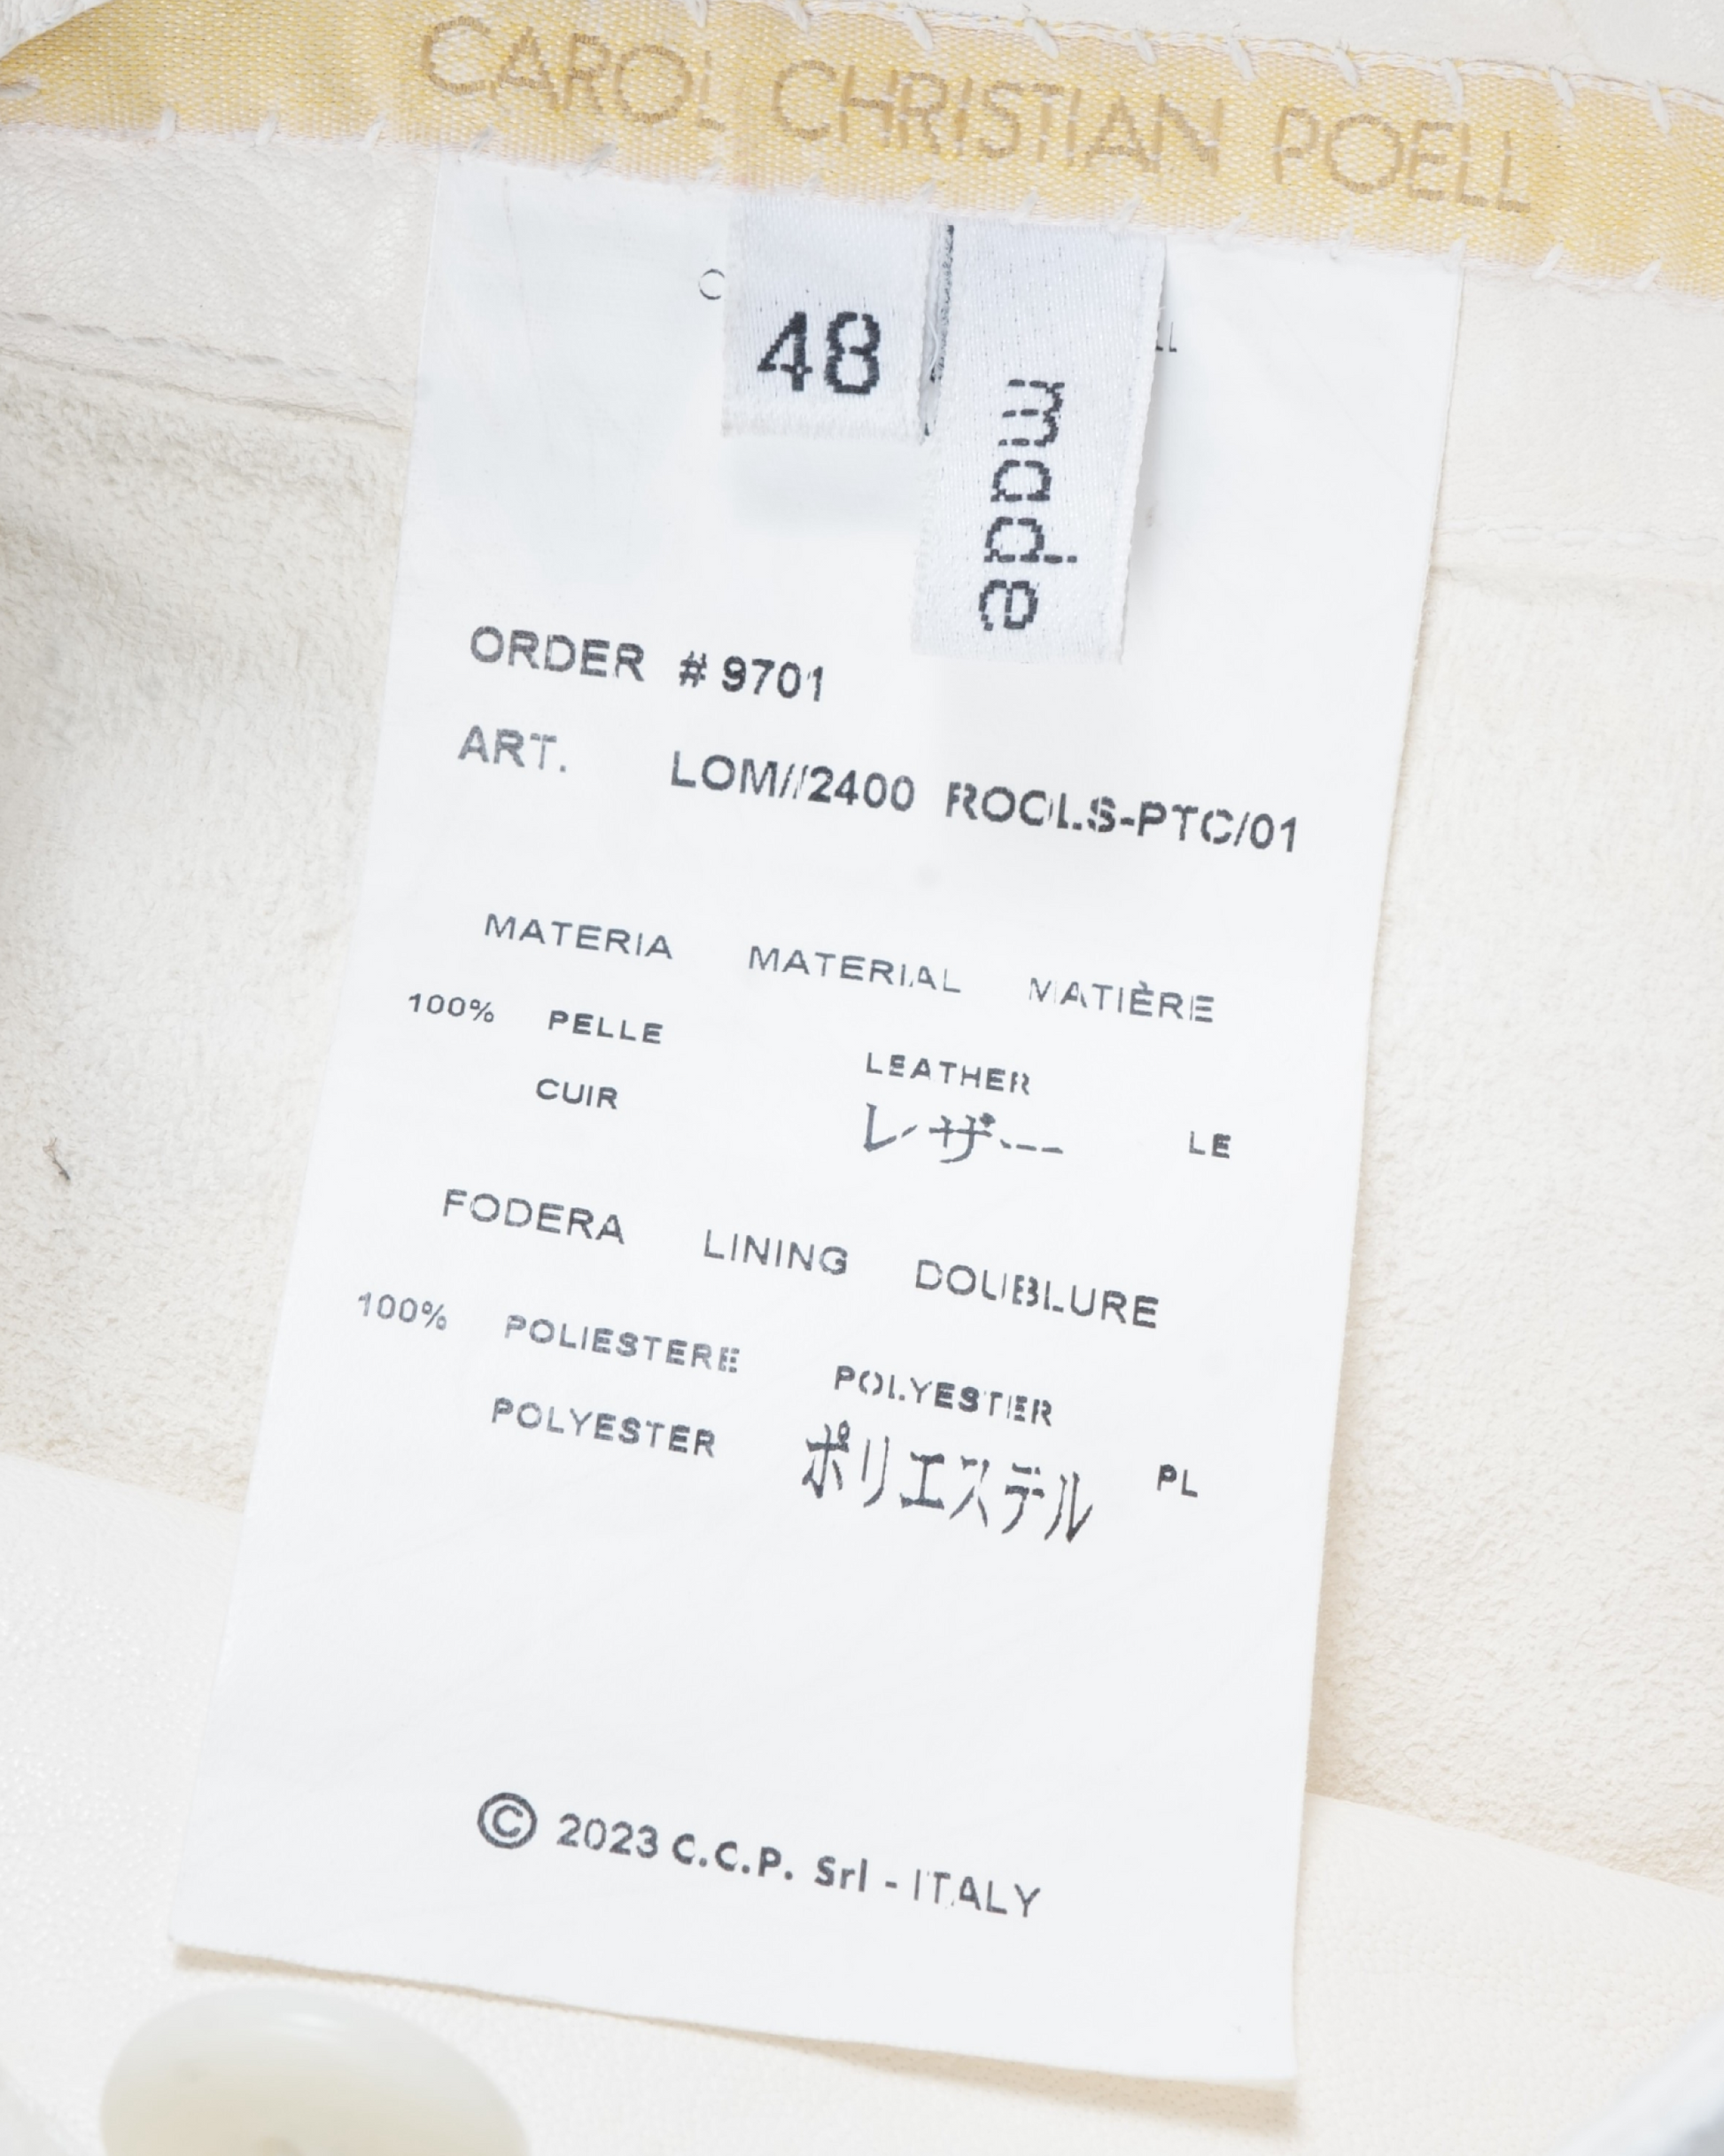 CAROL CHRISTIAN POELL
48
made
ORDER # 9701
ART. LOM//2400 ROOLS-PTC/01
MATERIA MATERIAL MATIÈRE
100% PELLE LEATHER
CUIR レザー LE
FODERA LINING DOUBLURE
100% POLIESTERE POLYESTER
POLYESTER ポリエステル PL
© 2023 C.C.P. Srl - ITALY